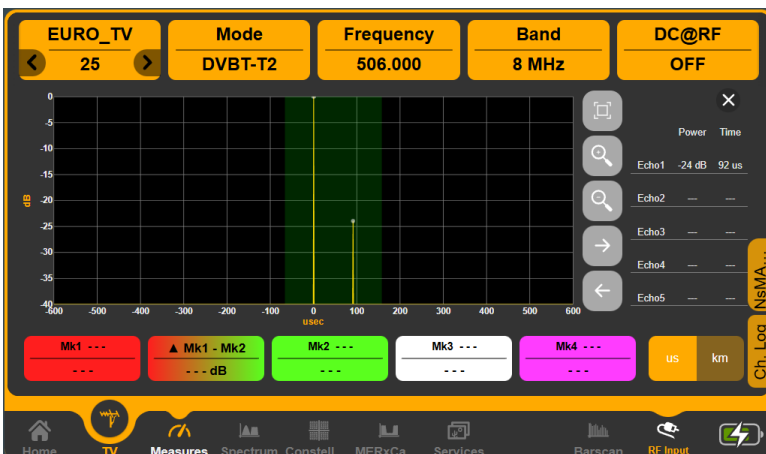 EURO_TV
25
Mode
DVBT-T2
Frequency
506.000
Band
8 MHz
DC@RF
OFF
0
-5
-10
-15
-20
-25
-30
-35
-40
dB
-600 -500 -400 -300 -200 -100 0 100 200 300 400 500 600
usec
Power Time
Echo1 -24 dB 92 us
Echo2 --- ---
Echo3 --- ---
Echo4 --- ---
Echo5 --- ---
NsMA...
Ch. Log
Mk1 ---
---
▲ Mk1 - Mk2
--- dB
Mk2 ---
---
Mk3 ---
---
Mk4 ---
---
us km
Home TV Measures Spectrum Constell MERxCa Services Barscan RF Input